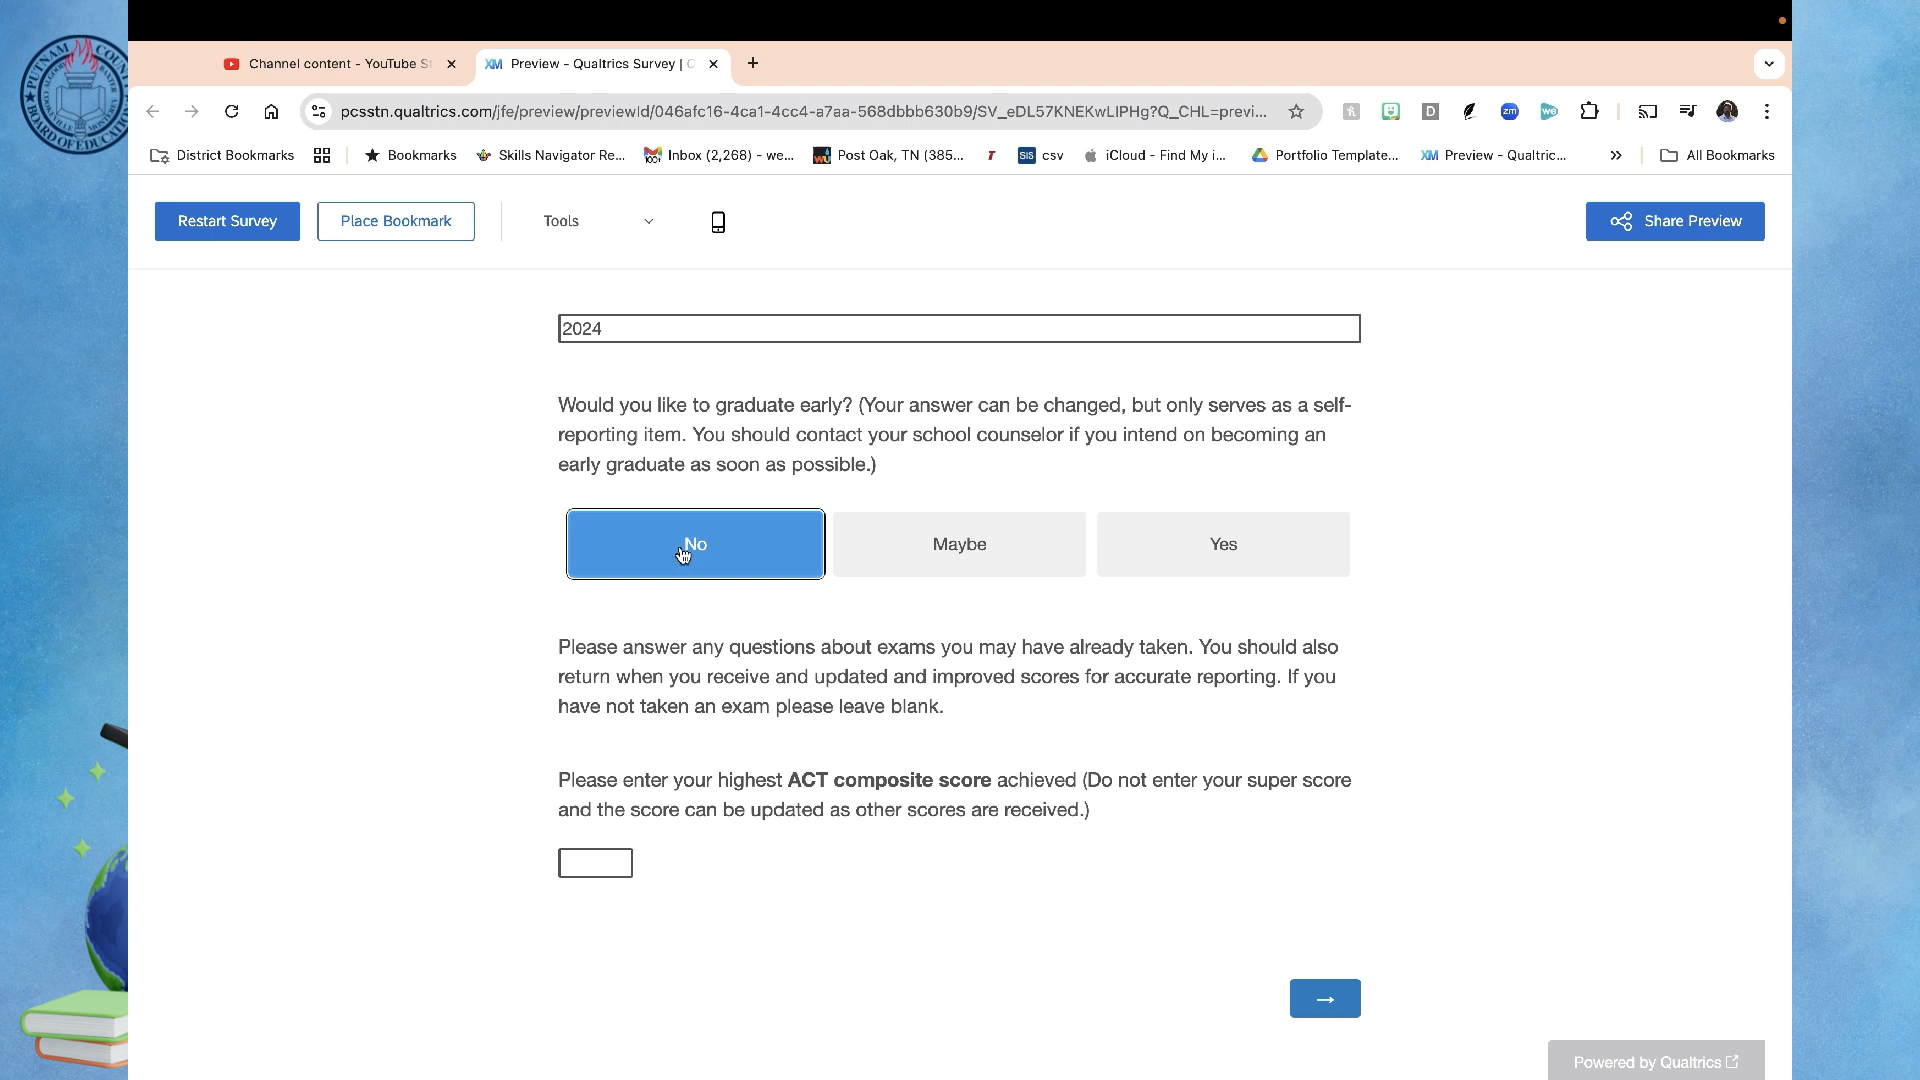 PUTNAM COUNTY
BOARD OF EDUCATION
Channel content - YouTube S
XM Preview - Qualtrics Survey |
pcsstn.qualtrics.com/jfe/preview/previewId/046afc16-4ca1-4cc4-a7aa-568dbbb630b9/SV_eDL57KNEKwLIPHg?Q_CHL=previ...
District Bookmarks
Bookmarks
Skills Navigator Re...
Inbox (2,268) - we...
Post Oak, TN (385...
T
SIS csv
iCloud - Find My i...
Portfolio Template...
XM Preview - Qualtric...
All Bookmarks
Restart Survey
Place Bookmark
Tools
Share Preview
2024
Would you like to graduate early? (Your answer can be changed, but only serves as a self-
reporting item. You should contact your school counselor if you intend on becoming an
early graduate as soon as possible.)
No
Maybe
Yes
Please answer any questions about exams you may have already taken. You should also
return when you receive and updated and improved scores for accurate reporting. If you
have not taken an exam please leave blank.
Please enter your highest ACT composite score achieved (Do not enter your super score
and the score can be updated as other scores are received.)
→
Powered by Qualtrics